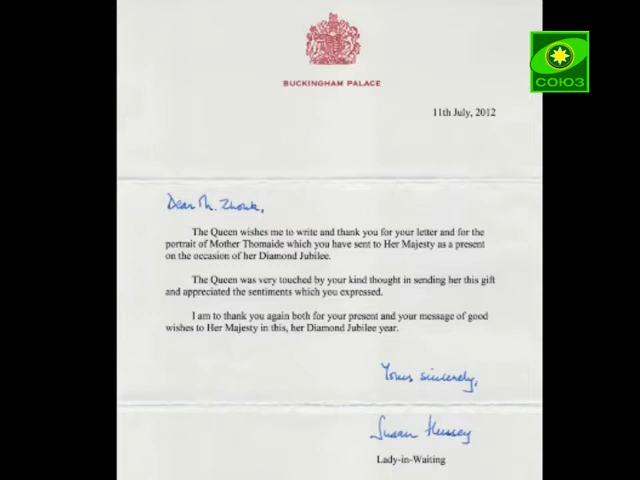 BUCKINGHAM PALACE
СОЮЗ
11th July, 2012
Dear Mr. Zhouk,
The Queen wishes me to write and thank you for your letter and for the
portrait of Mother Thomaide which you have sent to Her Majesty as a present
on the occasion of her Diamond Jubilee.
The Queen was very touched by your kind thought in sending her this gift
and appreciated the sentiments which you expressed.
I am to thank you again both for your present and your message of good
wishes to Her Majesty in this, her Diamond Jubilee year.
Yours sincerely,
Susan Hussey
Lady-in-Waiting